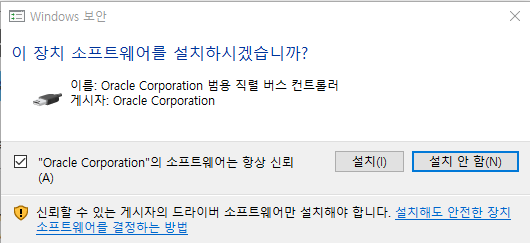 Windows 보안
이 장치 소프트웨어를 설치하시겠습니까?
이름: Oracle Corporation 범용 직렬 버스 컨트롤러
게시자: Oracle Corporation
"Oracle Corporation"의 소프트웨어는 항상 신뢰
(A)
설치(I)
설치 안 함(N)
신뢰할 수 있는 게시자의 드라이버 소프트웨어만 설치해야 합니다. 설치해도 안전한 장치
소프트웨어를 결정하는 방법